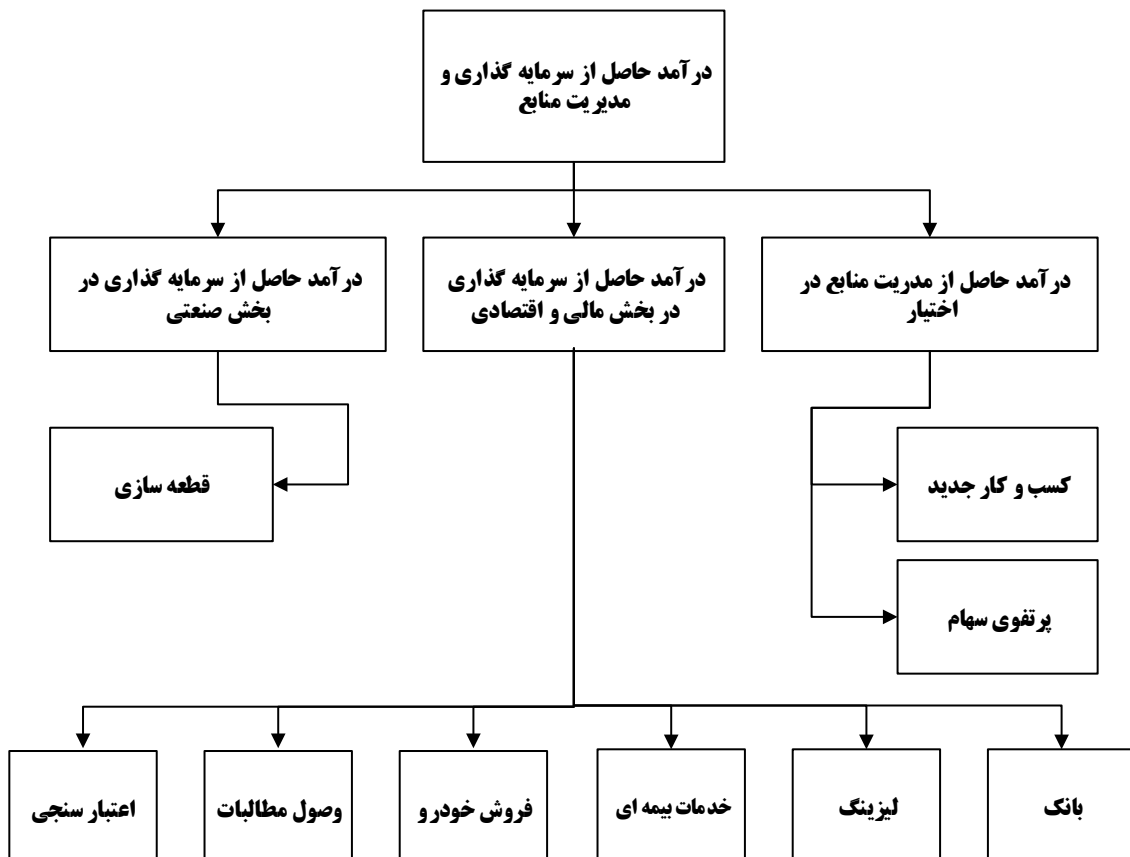 درآمد حاصل از سرمایه گذاری و
مدیریت منابع
درآمد حاصل از مدریت منابع در
اختیار
درآمد حاصل از سرمایه گذاری
در بخش مالی و اقتصادی
درآمد حاصل از سرمایه گذاری در
بخش صنعتی
کسب و کار جدید
قطعه سازی
پرتفوی سهام
بانک
لیزینگ
خدمات بیمه ای
فروش خودرو
وصول مطالبات
اعتبار سنجی